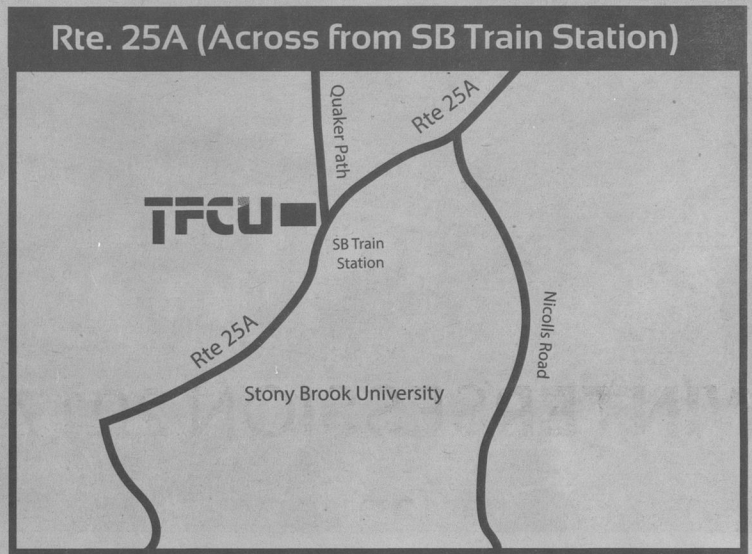 Rte. 25A (Across from SB Train Station)
Quaker Path
Rte 25A
TFCU
SB Train
Station
Nicolls Road
Rte 25A
Stony Brook University